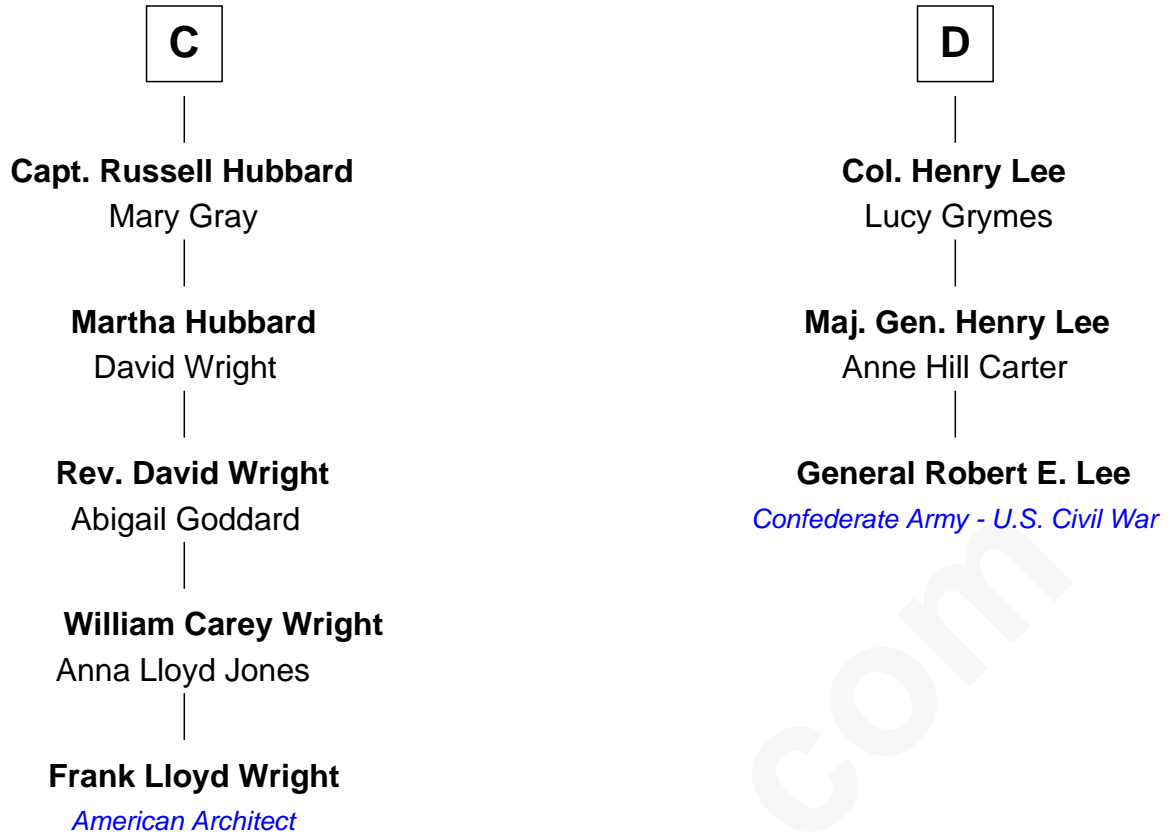 C
Capt. Russell Hubbard
Mary Gray
Martha Hubbard
David Wright
Rev. David Wright
Abigail Goddard
William Carey Wright
Anna Lloyd Jones
Frank Lloyd Wright
American Architect
D
Col. Henry Lee
Lucy Grymes
Maj. Gen. Henry Lee
Anne Hill Carter
General Robert E. Lee
Confederate Army - U.S. Civil War
com